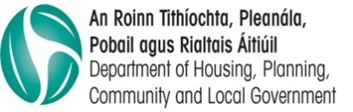 An Roinn Tithíochta, Pleanála,
Pobail agus Rialtais Áitiúil
Department of Housing, Planning,
Community and Local Government